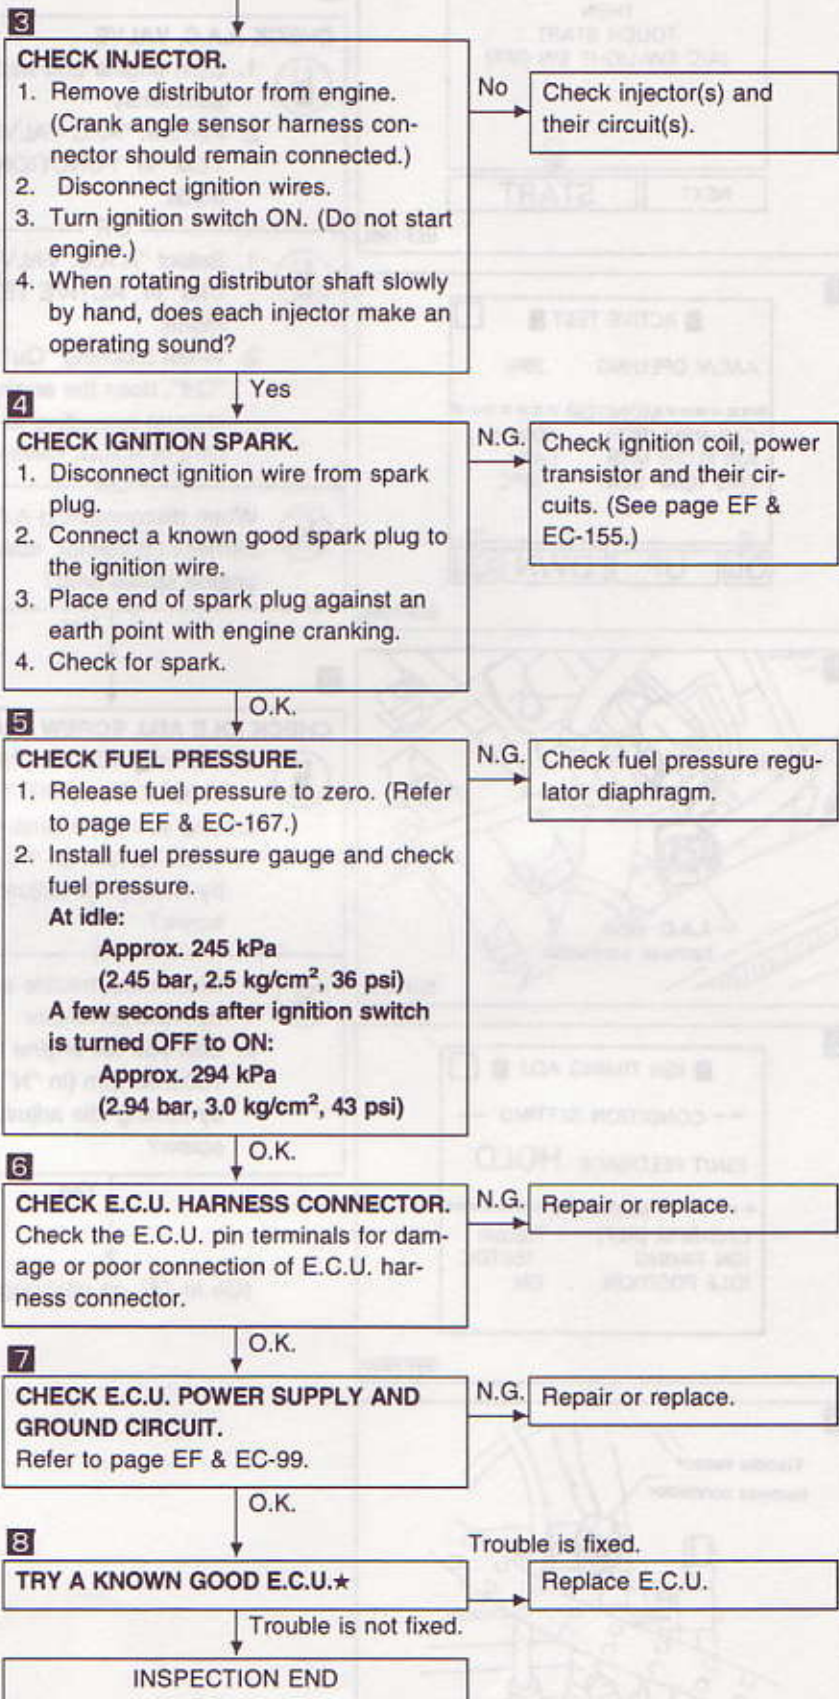 3
CHECK INJECTOR.
1. Remove distributor from engine.
(Crank angle sensor harness con-
nector should remain connected.)
2. Disconnect ignition wires.
3. Turn ignition switch ON. (Do not start
engine.)
4. When rotating distributor shaft slowly
by hand, does each injector make an
operating sound?
No
Check injector(s) and
their circuit(s).
Yes
4
CHECK IGNITION SPARK.
1. Disconnect ignition wire from spark
plug.
2. Connect a known good spark plug to
the ignition wire.
3. Place end of spark plug against an
earth point with engine cranking.
4. Check for spark.
N.G.
Check ignition coil, power
transistor and their cir-
cuits. (See page EF &
EC-155.)
O.K.
5
CHECK FUEL PRESSURE.
1. Release fuel pressure to zero. (Refer
to page EF & EC-167.)
2. Install fuel pressure gauge and check
fuel pressure.
At idle:
Approx. 245 kPa
(2.45 bar, 2.5 kg/cm², 36 psi)
A few seconds after ignition switch
is turned OFF to ON:
Approx. 294 kPa
(2.94 bar, 3.0 kg/cm², 43 psi)
N.G.
Check fuel pressure regu-
lator diaphragm.
O.K.
6
CHECK E.C.U. HARNESS CONNECTOR.
Check the E.C.U. pin terminals for dam-
age or poor connection of E.C.U. har-
ness connector.
N.G.
Repair or replace.
O.K.
7
CHECK E.C.U. POWER SUPPLY AND
GROUND CIRCUIT.
Refer to page EF & EC-99.
N.G.
Repair or replace.
O.K.
8
TRY A KNOWN GOOD E.C.U.★
Trouble is fixed.
Replace E.C.U.
Trouble is not fixed.
INSPECTION END